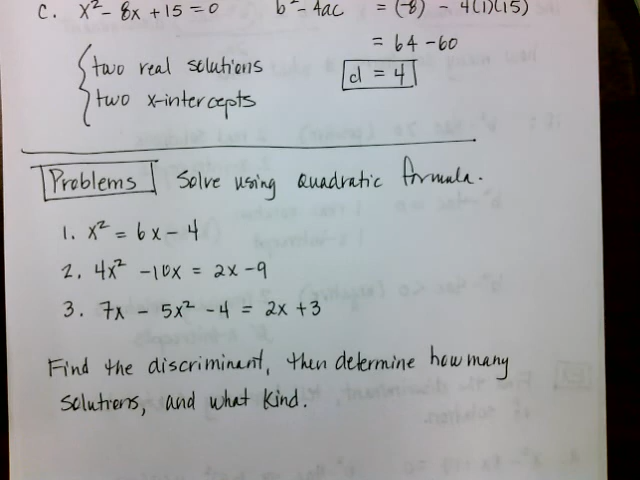 c. x² - 8x + 15 = 0 b² - 4ac = (-8) - 4(1)(15)
= 64 - 60
two real solutions d = 4
two x-intercepts
Problems Solve using Quadratic formula.
1. x² = 6x - 4
2. 4x² - 10x = 2x - 9
3. 7x - 5x² - 4 = 2x + 3
Find the discriminant, then determine how many
solutions, and what kind.